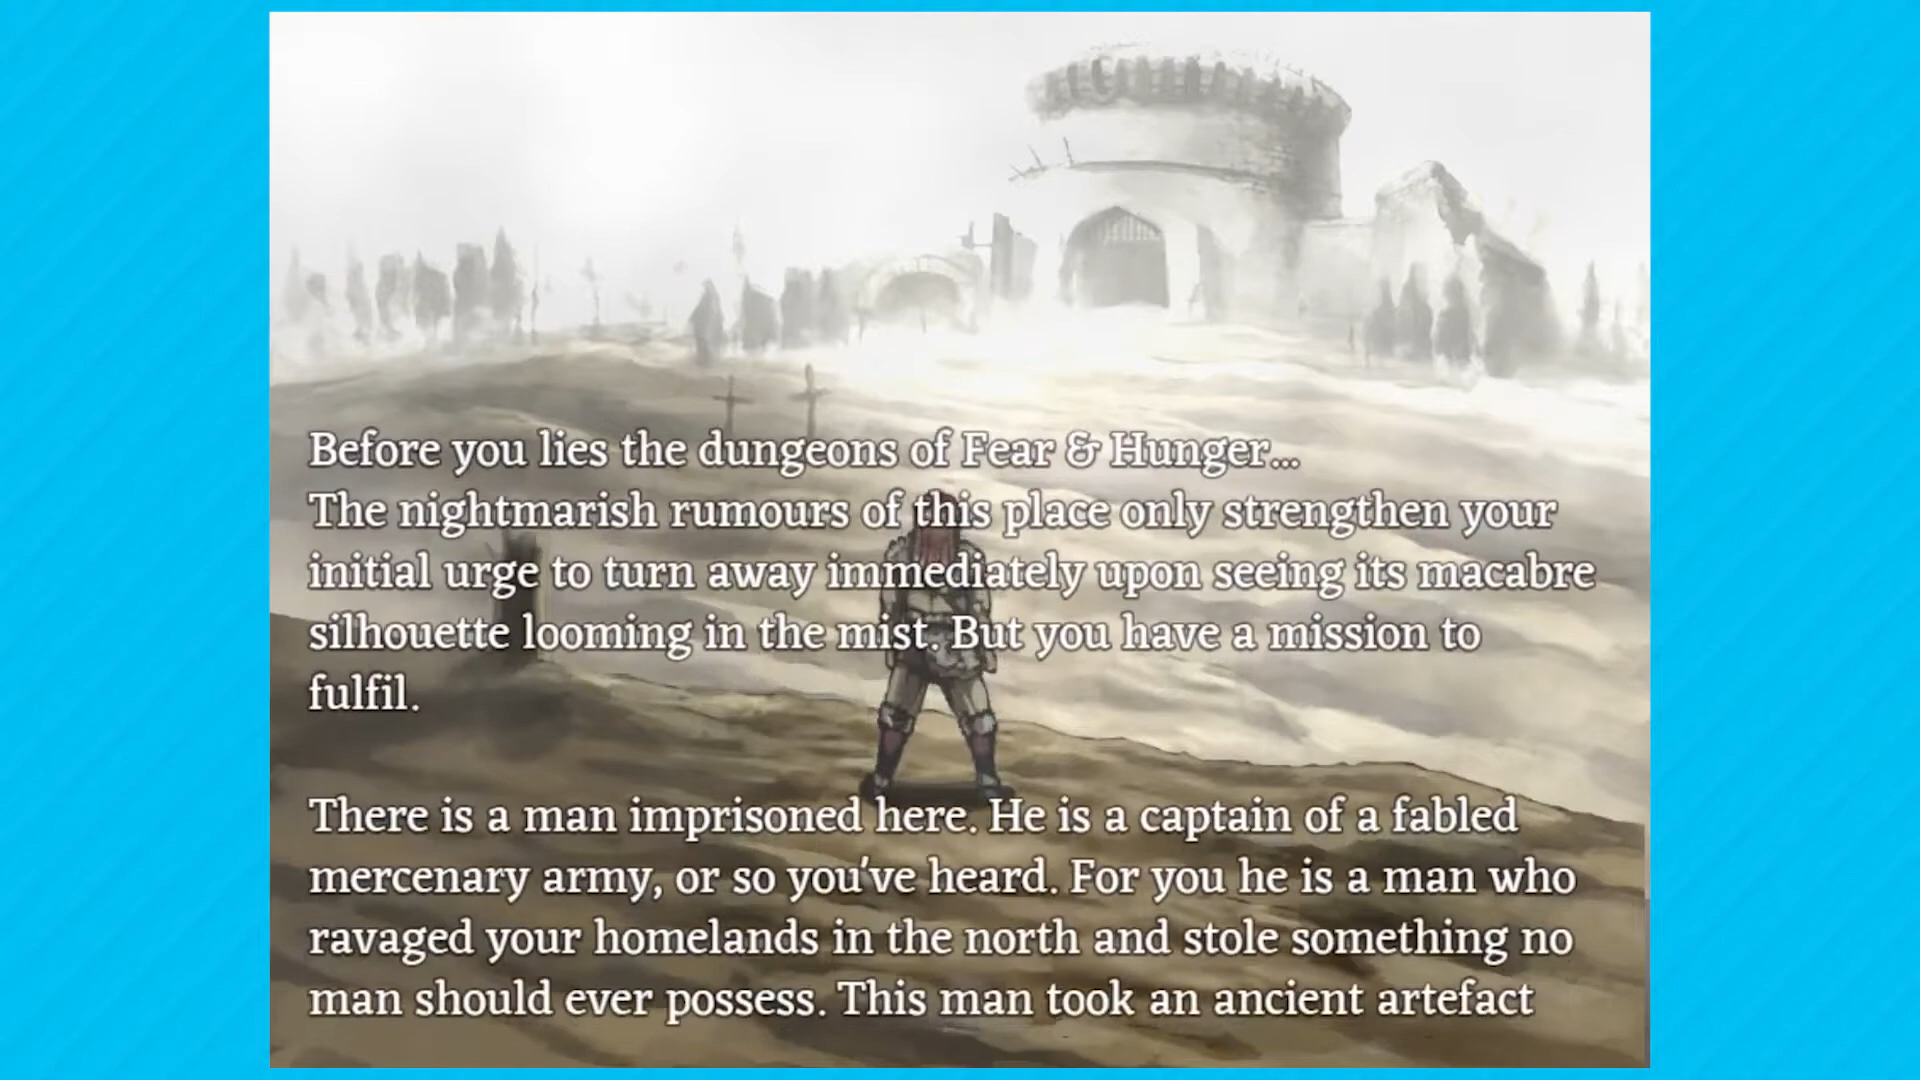 Before you lies the dungeons of Fear & Hunger...
The nightmarish rumours of this place only strengthen your
initial urge to turn away immediately upon seeing its macabre
silhouette looming in the mist. But you have a mission to
fulfil.
There is a man imprisoned here. He is a captain of a fabled
mercenary army, or so you've heard. For you he is a man who
ravaged your homelands in the north and stole something no
man should ever possess. This man took an ancient artefact